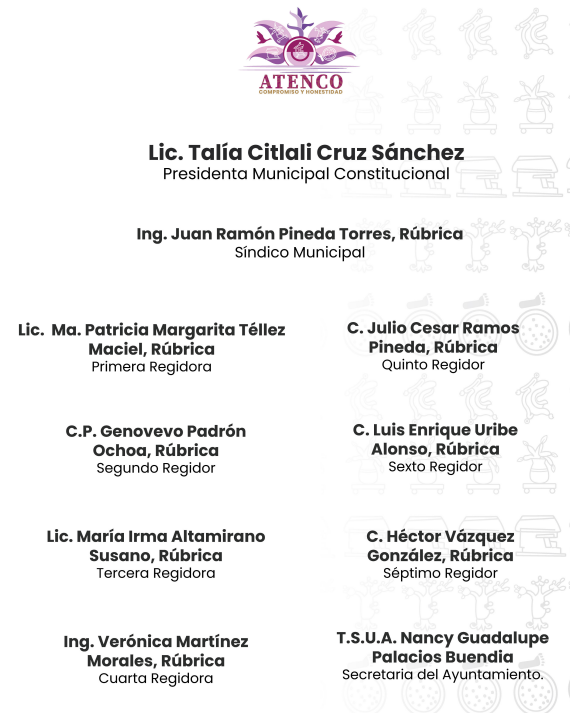 ATENCO
COMPROMISO Y HONESTIDAD
Lic. Talía Citlali Cruz Sánchez
Presidenta Municipal Constitucional
Ing. Juan Ramón Pineda Torres, Rúbrica
Síndico Municipal
Lic. Ma. Patricia Margarita Téllez
Maciel, Rúbrica
Primera Regidora
C. Julio Cesar Ramos
Pineda, Rúbrica
Quinto Regidor
C.P. Genovevo Padrón
Ochoa, Rúbrica
Segundo Regidor
C. Luis Enrique Uribe
Alonso, Rúbrica
Sexto Regidor
Lic. María Irma Altamirano
Susano, Rúbrica
Tercera Regidora
C. Héctor Vázquez
González, Rúbrica
Séptimo Regidor
Ing. Verónica Martínez
Morales, Rúbrica
Cuarta Regidora
T.S.U.A. Nancy Guadalupe
Palacios Buendia
Secretaria del Ayuntamiento.